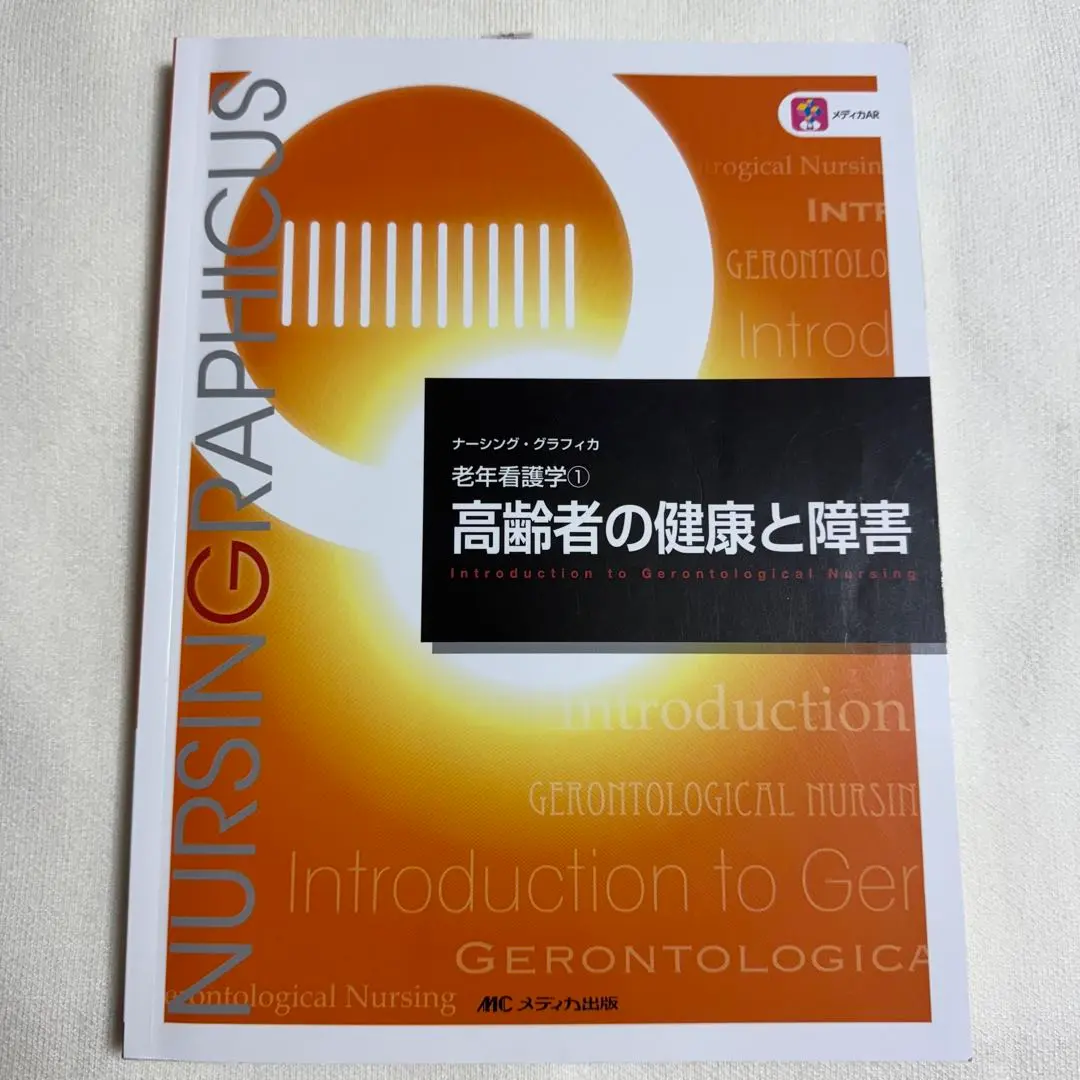 NURSINGRAPHICUS
メディカAR
rogical Nursin
INTR
GERONTOLO
Introd
ナーシング・グラフィカ
老年看護学①
高齢者の健康と障害
Introduction to Gerontological Nursing
Introduction
GERONTOLOGICAL NURSIN
Introduction to Ger
GERONTOLOGICA
erontological Nursing
MC メディカ出版